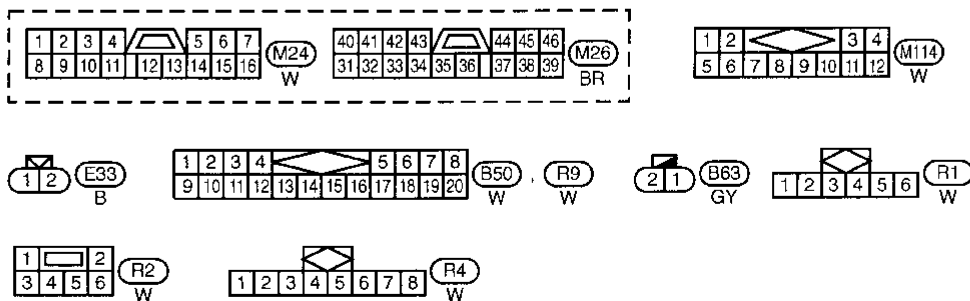 1 2 3 4 5 6 7 M24 40 41 42 43 44 45 46 M26 1 2 3 4 M114
8 9 10 11 12 13 14 15 16 W 31 32 33 34 35 36 37 38 39 BR 5 6 7 8 9 10 11 12 W
1 2 E33 1 2 3 4 5 6 7 8 B50 , R9 2 1 B63 R1
B 9 10 11 12 13 14 15 16 17 18 19 20 W W GY 1 2 3 4 5 6 W
1 2 R2 R4
3 4 5 6 W 1 2 3 4 5 6 7 8 W